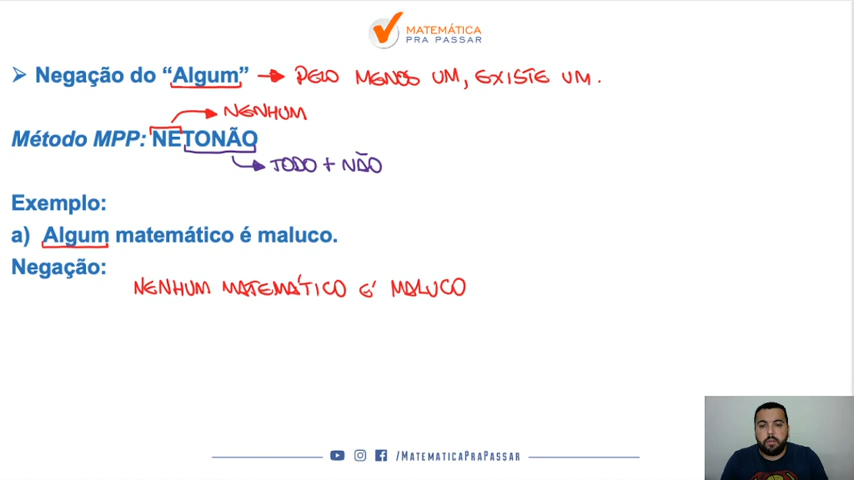 MATEMÁTICA
PRA PASSAR
➤ Negação do “Algum” → PELO MENOS UM, EXISTE UM.
NENHUM
Método MPP: NETONÃO
TODO + NÃO
Exemplo:
a) Algum matemático é maluco.
Negação:
NENHUM MATEMÁTICO É MALUCO
/MATEMATICAPRAPASSAR